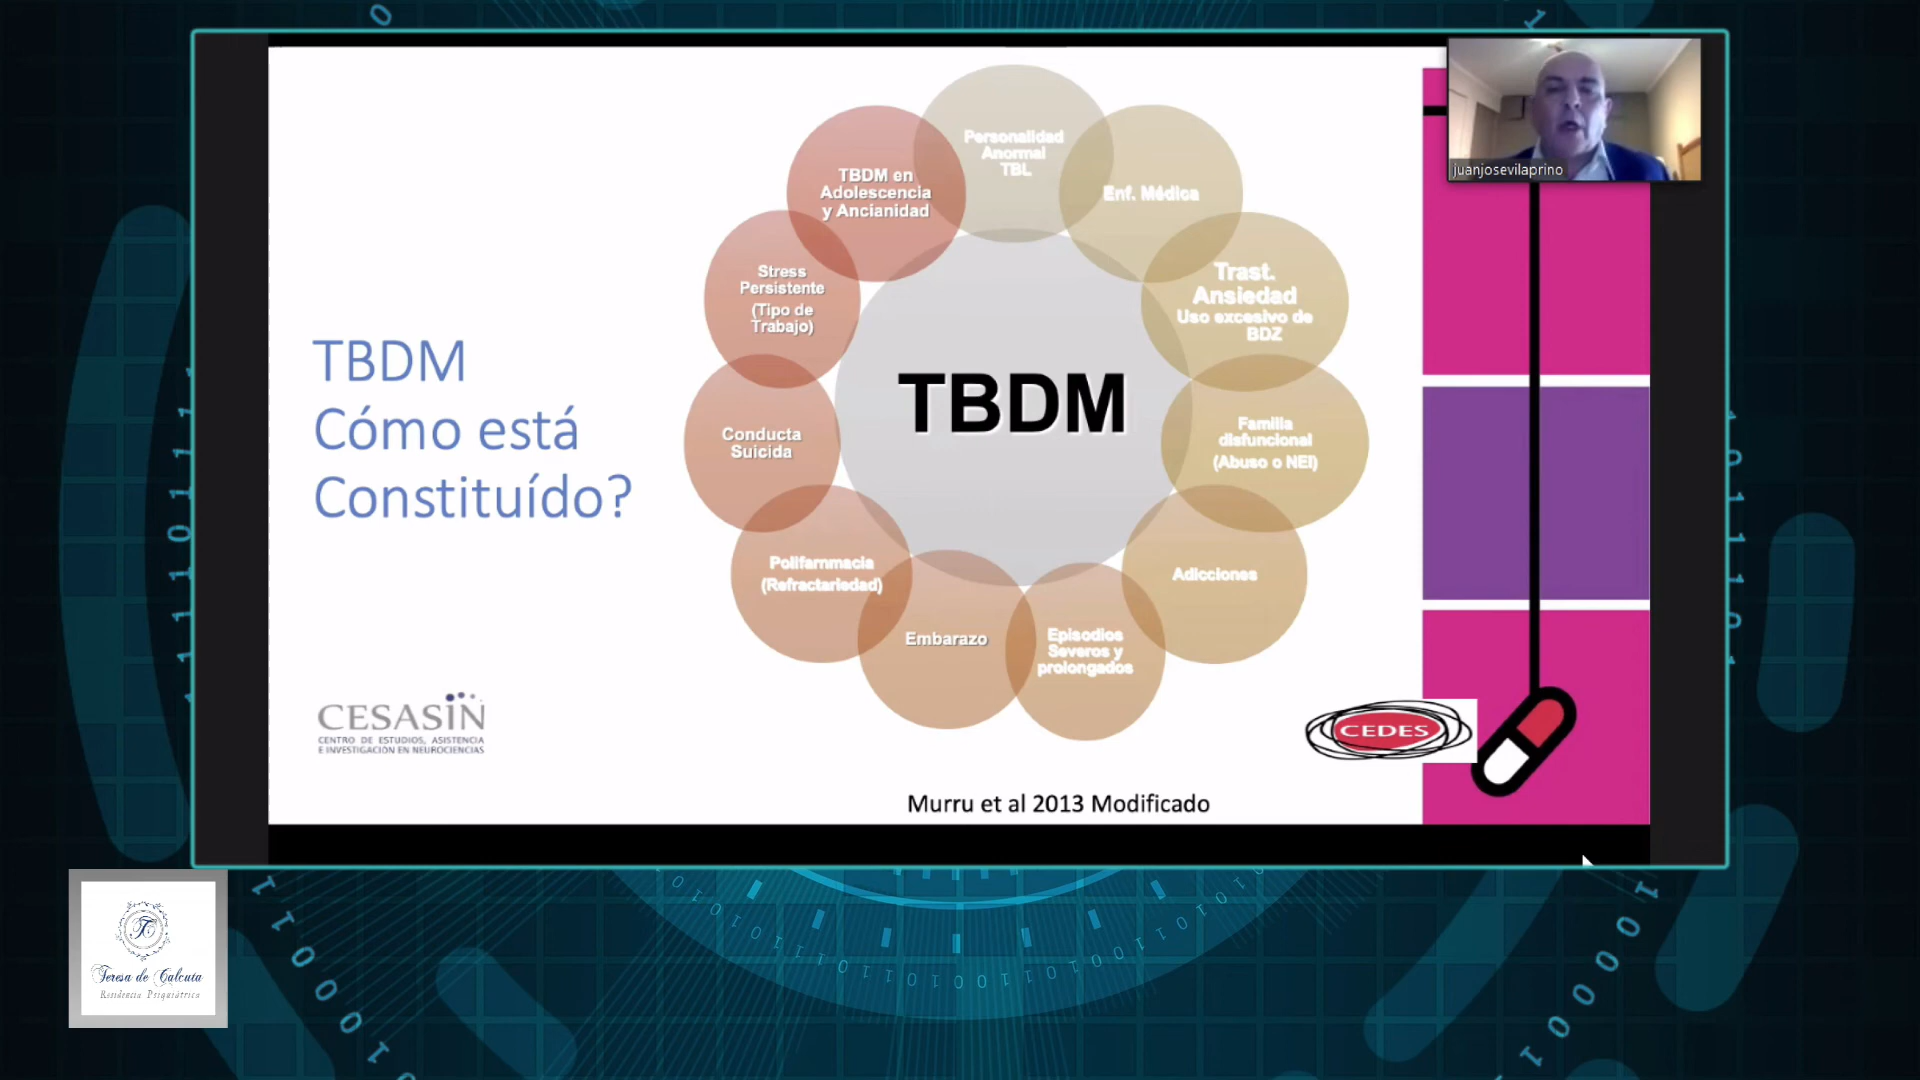 TBDM
Cómo está
Constituído?
Personalidad
Anormal
TBL
Enf. Médica
Trast.
Ansiedad
Uso excesivo de
BDZ
Familia
disfuncional
(Abuso o NEI)
Adicciones
Episodios
Severos y
prolongados
Embarazo
Polifarmacia
(Refractariedad)
Conducta
Suicida
Stress
Persistente
(Tipo de
Trabajo)
TBDM en
Adolescencia
y Ancianidad
TBDM
juanjosevilaprino
CESASIN
CENTRO DE ESTUDIOS, ASISTENCIA
E INVESTIGACIÓN EN NEUROCIENCIAS
CEDES
Murru et al 2013 Modificado
Teresa de Calcuta
Residencia Psiquiátrica